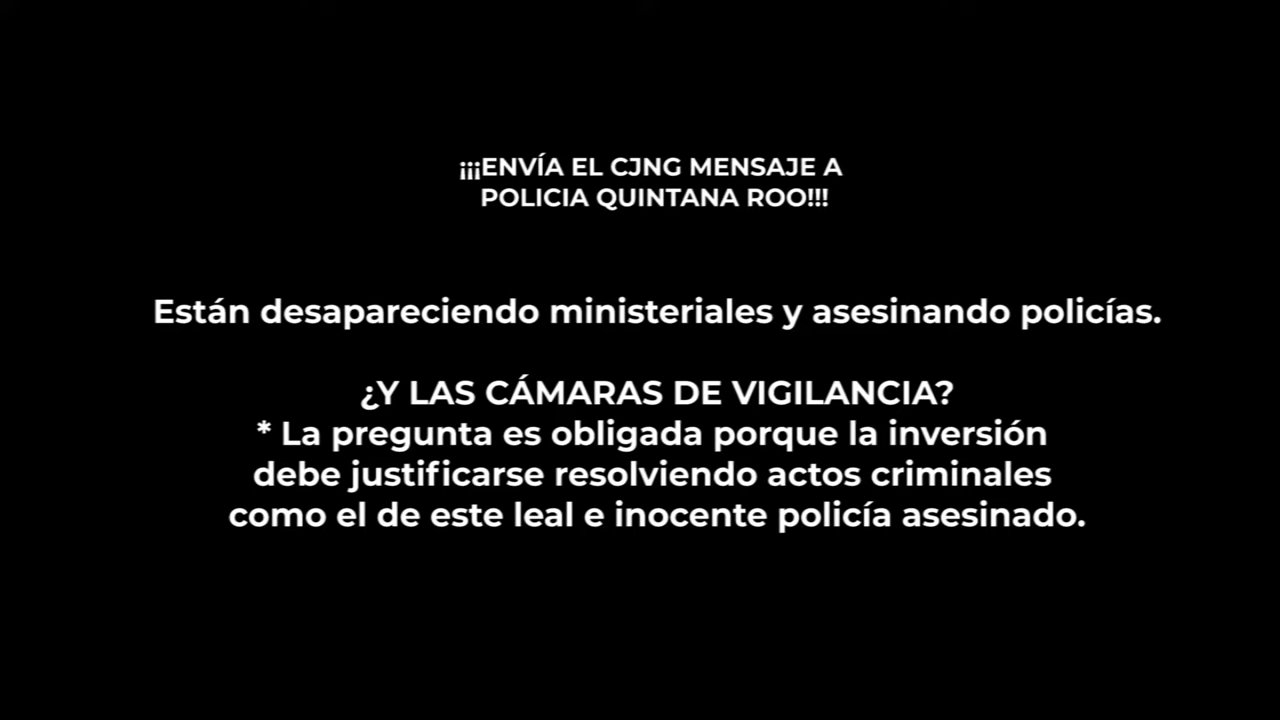 ¡¡¡ENVÍA EL CJNG MENSAJE A
POLICIA QUINTANA ROO!!!
Están desapareciendo ministeriales y asesinando policías.
¿Y LAS CÁMARAS DE VIGILANCIA?
* La pregunta es obligada porque la inversión
debe justificarse resolviendo actos criminales
como el de este leal e inocente policía asesinado.